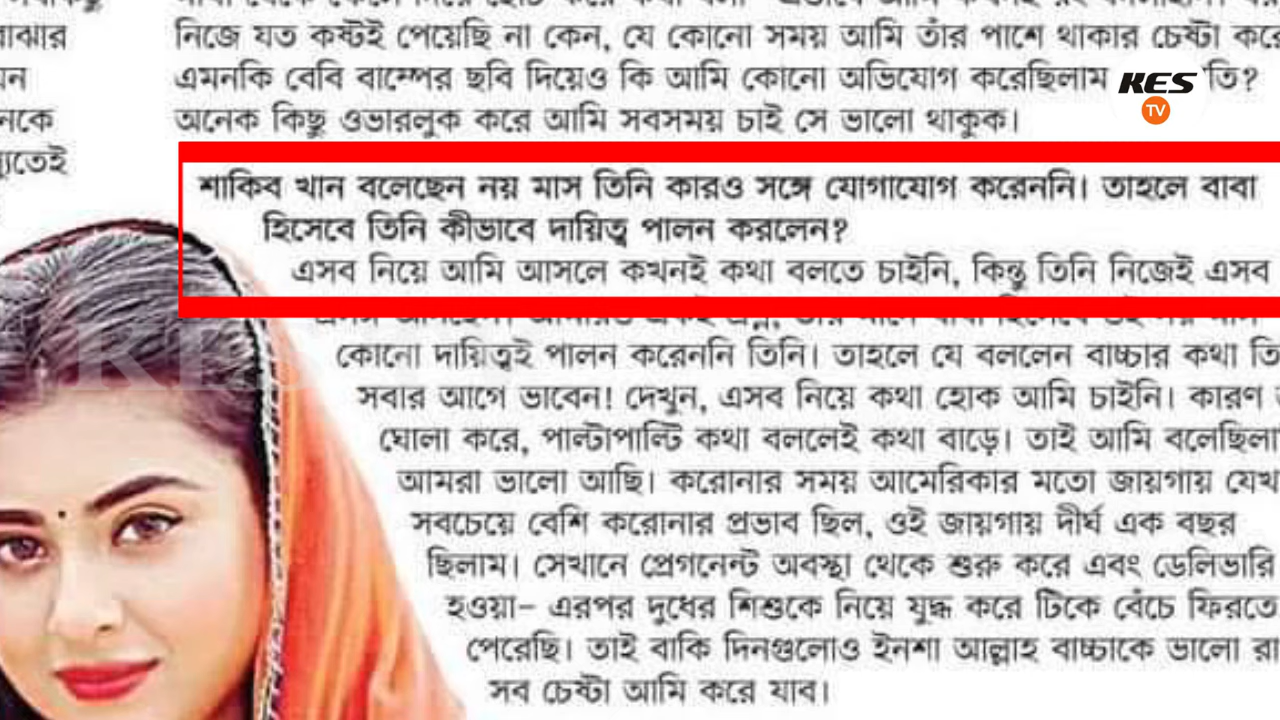 বাঝার
নিজে যত কষ্টই পেয়েছি না কেন, যে কোনো সময় আমি তাঁর পাশে থাকার চেষ্টা
এমনকি বেবি বাম্পের ছবি দিয়েও কি আমি কোনো অভিযোগ করেছিলাম
KES
TV
নকে
অনেক কিছু ওভারলুক করে আমি সবসময় চাই সে ভালো থাকুক।
শাকিব খান বলেছেন নয় মাস তিনি কারও সঙ্গে যোগাযোগ করেননি। তাহলে বাবা
হিসেবে তিনি কীভাবে দায়িত্ব পালন করলেন?
এসব নিয়ে আমি আসলে কখনই কথা বলতে চাইনি, কিন্তু তিনি নিজেই এসব
কোনো দায়িত্বই পালন করেননি তিনি। তাহলে যে বললেন বাচ্চার কথা
সবার আগে ভাবেন! দেখুন, এসব নিয়ে কথা হোক আমি চাইনি। কারণ
ঘোলা করে, পাল্টাপাল্টি কথা বললেই কথা বাড়ে। তাই আমি বলেছিলা
আমরা ভালো আছি। করোনার সময় আমেরিকার মতো জায়গায় যেখ
সবচেয়ে বেশি করোনার প্রভাব ছিল, ওই জায়গায় দীর্ঘ এক বছর
ছিলাম। সেখানে প্রেগনেন্ট অবস্থা থেকে শুরু করে এবং ডেলিভারি
হওয়া– এরপর দুধের শিশুকে নিয়ে যুদ্ধ করে টিকে বেঁচে ফিরতে
পেরেছি। তাই বাকি দিনগুলোও ইনশা আল্লাহ বাচ্চাকে ভালো রা
সব চেষ্টা আমি করে যাব।